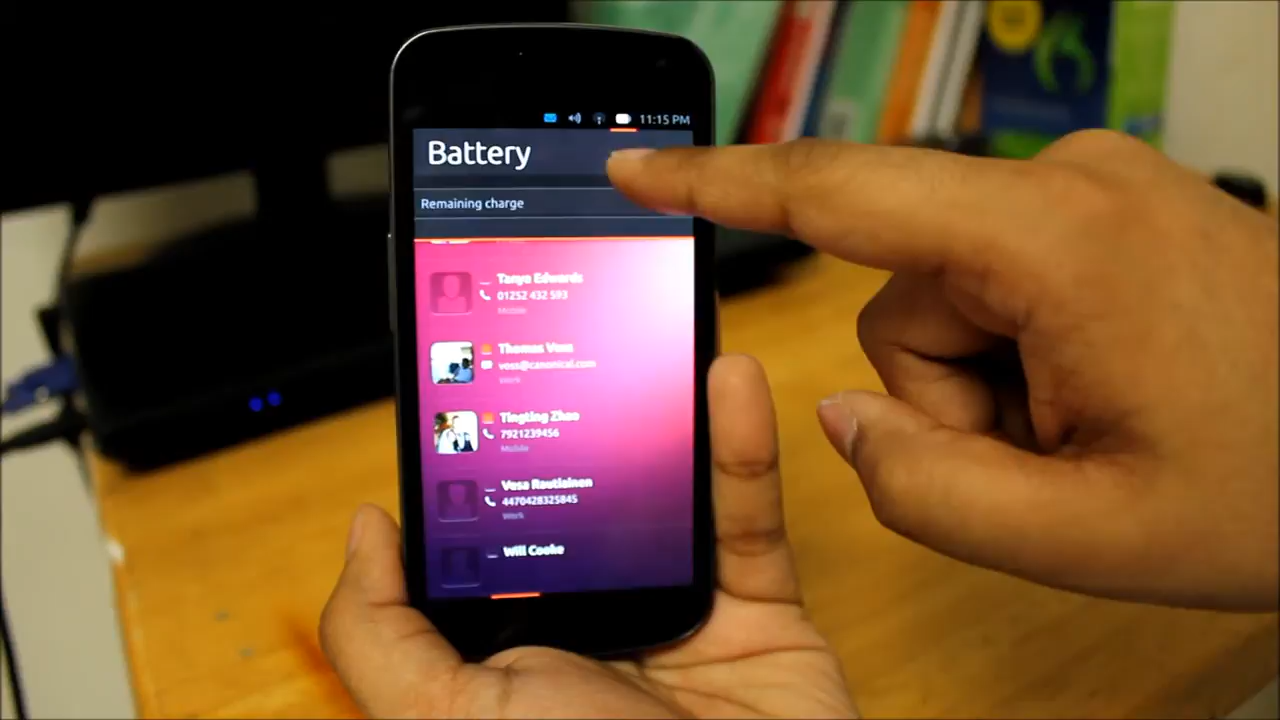 11:15 PM
Battery
Remaining charge
Tanya Edwards
01252 432 593
Mobile
Thomas Voss
voss@canonical.com
Work
Tingting Zhao
7921239456
Mobile
Vesa Rautiainen
4470428325845
Work
Will Cooke